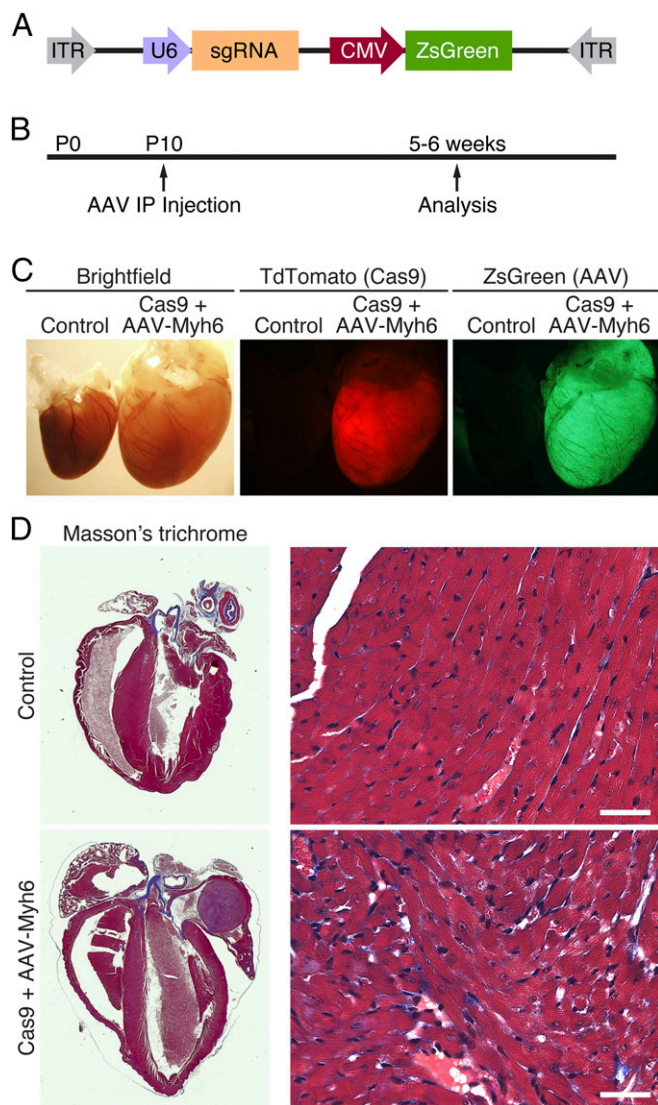 A
ITR U6 sgRNA CMV ZsGreen ITR
B
P0 P10 5-6 weeks
AAV IP Injection Analysis
C
Brightfield TdTomato (Cas9) ZsGreen (AAV)
Control Cas9 + AAV-Myh6 Control Cas9 + AAV-Myh6 Control Cas9 + AAV-Myh6
D
Masson's trichrome
Control
Cas9 + AAV-Myh6